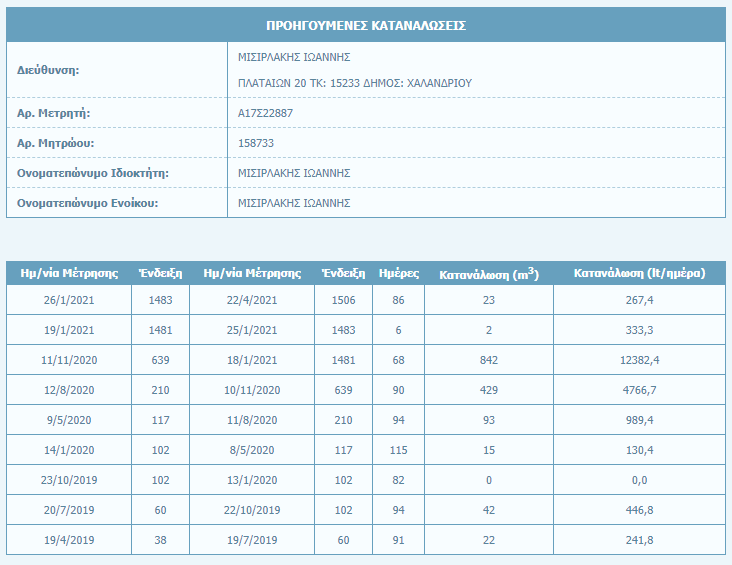 ΠΡΟΗΓΟΥΜΕΝΕΣ ΚΑΤΑΝΑΛΩΣΕΙΣ
Διεύθυνση: ΜΙΣΙΡΛΑΚΗΣ ΙΩΑΝΝΗΣ
ΠΛΑΤΑΙΩΝ 20 ΤΚ: 15233 ΔΗΜΟΣ: ΧΑΛΑΝΔΡΙΟΥ
Αρ. Μετρητή: Α17Σ22887
Αρ. Μητρώου: 158733
Ονοματεπώνυμο Ιδιοκτήτη: ΜΙΣΙΡΛΑΚΗΣ ΙΩΑΝΝΗΣ
Ονοματεπώνυμο Ενοίκου: ΜΙΣΙΡΛΑΚΗΣ ΙΩΑΝΝΗΣ
Ημ/νία Μέτρησης Ένδειξη Ημ/νία Μέτρησης Ένδειξη Ημέρες Κατανάλωση (m³) Κατανάλωση (lt/ημέρα)
26/1/2021 1483 22/4/2021 1506 86 23 267,4
19/1/2021 1481 25/1/2021 1483 6 2 333,3
11/11/2020 639 18/1/2021 1481 68 842 12382,4
12/8/2020 210 10/11/2020 639 90 429 4766,7
9/5/2020 117 11/8/2020 210 94 93 989,4
14/1/2020 102 8/5/2020 117 115 15 130,4
23/10/2019 102 13/1/2020 102 82 0 0,0
20/7/2019 60 22/10/2019 102 94 42 446,8
19/4/2019 38 19/7/2019 60 91 22 241,8